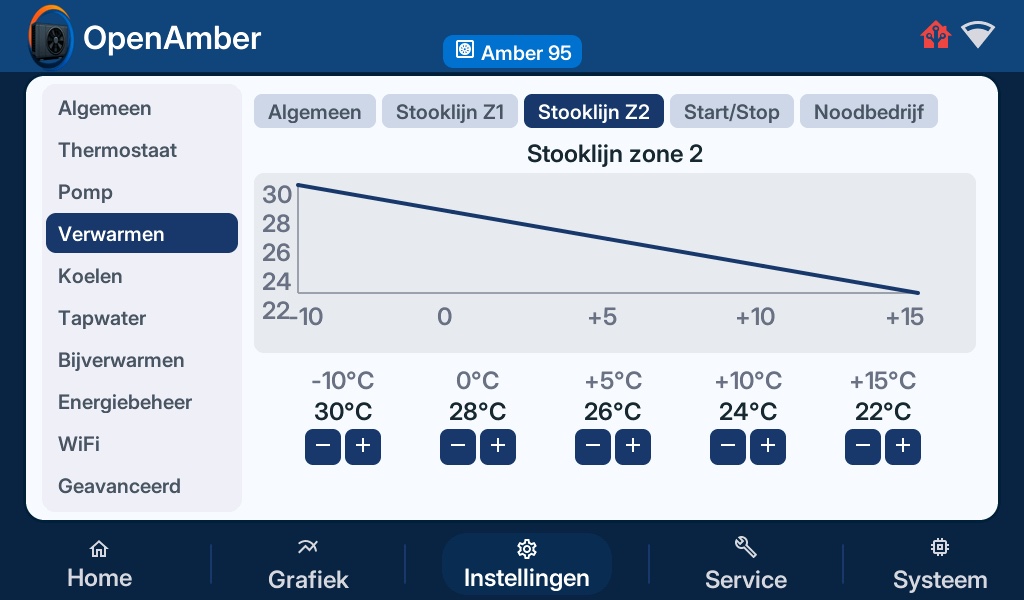 OpenAmber
Amber 95
Algemeen
Thermostaat
Pomp
Verwarmen
Koelen
Tapwater
Bijverwarmen
Energiebeheer
WiFi
Geavanceerd
Algemeen Stooklijn Z1 Stooklijn Z2 Start/Stop Noodbedrijf
Stooklijn zone 2
30
28
26
24
22
-10 0 +5 +10 +15
-10°C 0°C +5°C +10°C +15°C
30°C 28°C 26°C 24°C 22°C
− + − + − + − + − +
Home Grafiek Instellingen Service Systeem